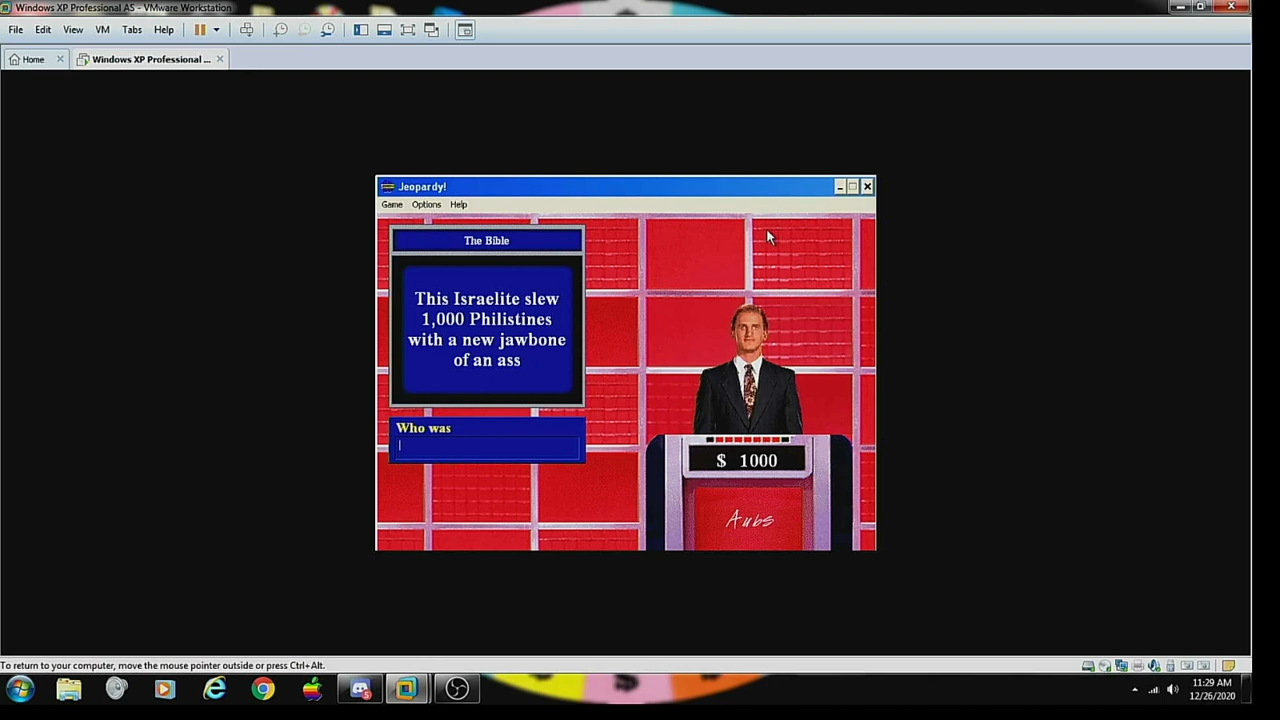 Windows XP Professional AS - VMware Workstation
File Edit View VM Tabs Help
Home
Windows XP Professional ...
Jeopardy!
Game Options Help
The Bible
This Israelite slew
1,000 Philistines
with a new jawbone
of an ass
Who was
$ 1000
Aubs
To return to your computer, move the mouse pointer outside or press Ctrl+Alt.
5
11:29 AM
12/26/2020